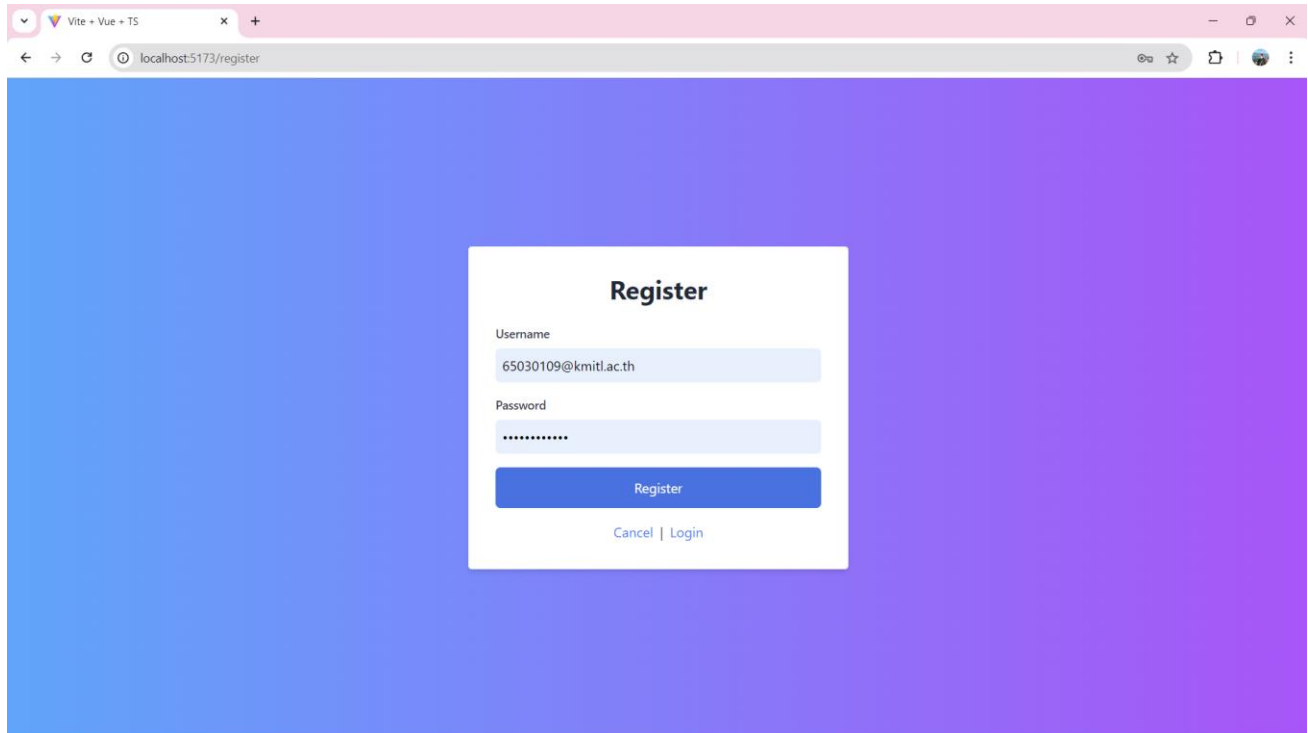 Vite + Vue + TS
localhost:5173/register
Register
Username
65030109@kmitl.ac.th
Password
••••••••••••
Register
Cancel | Login